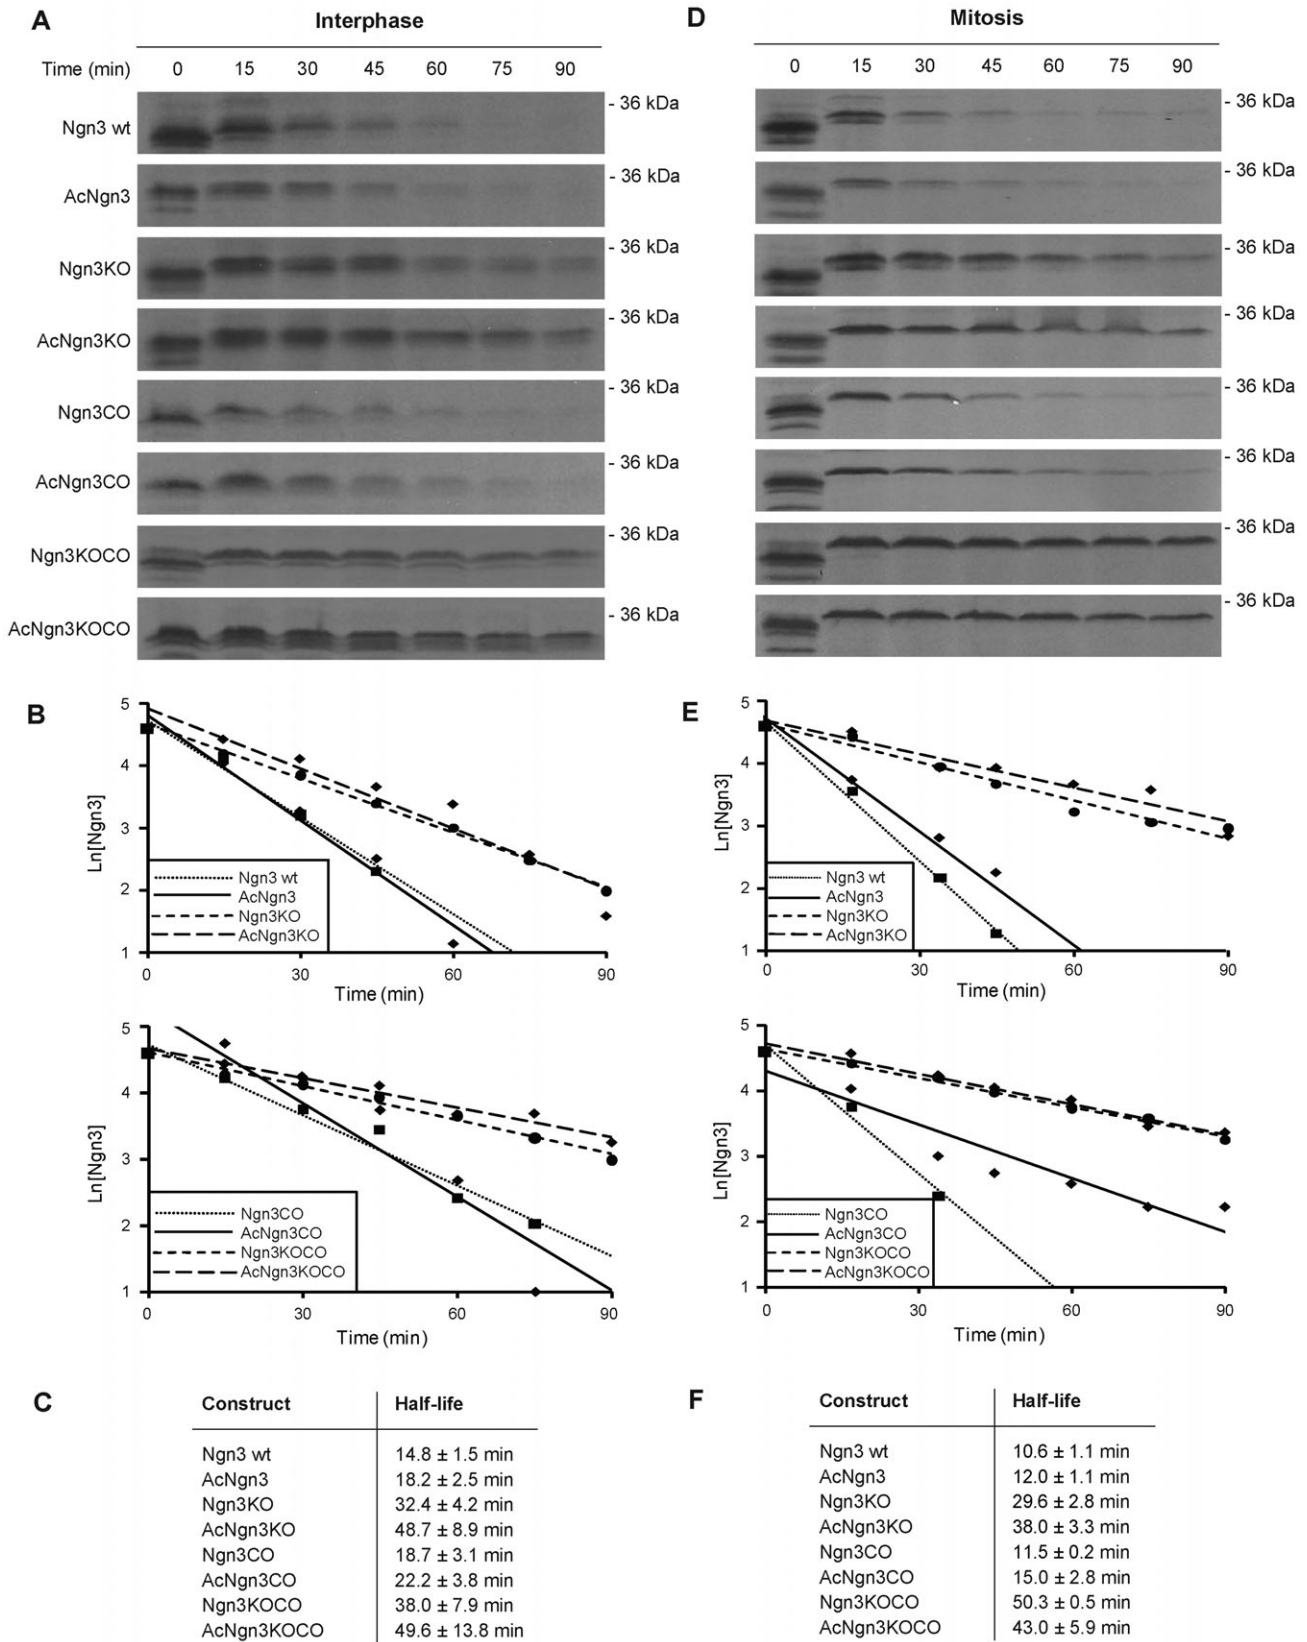 A
Interphase
Time (min) 0 15 30 45 60 75 90
Ngn3 wt - 36 kDa
AcNgn3 - 36 kDa
Ngn3KO - 36 kDa
AcNgn3KO - 36 kDa
Ngn3CO - 36 kDa
AcNgn3CO - 36 kDa
Ngn3KOCO - 36 kDa
AcNgn3KOCO - 36 kDa
D
Mitosis
0 15 30 45 60 75 90
- 36 kDa
- 36 kDa
- 36 kDa
- 36 kDa
- 36 kDa
- 36 kDa
- 36 kDa
- 36 kDa
B
Ln[Ngn3]
5
4
3
2
1
Ngn3 wt
AcNgn3
Ngn3KO
AcNgn3KO
0 30 60 90
Time (min)
Ln[Ngn3]
5
4
3
2
1
Ngn3CO
AcNgn3CO
Ngn3KOCO
AcNgn3KOCO
0 30 60 90
Time (min)
E
Ln[Ngn3]
5
4
3
2
1
Ngn3 wt
AcNgn3
Ngn3KO
AcNgn3KO
0 30 60 90
Time (min)
Ln[Ngn3]
5
4
3
2
1
Ngn3CO
AcNgn3CO
Ngn3KOCO
AcNgn3KOCO
0 30 60 90
Time (min)
C
Construct Half-life
Ngn3 wt 14.8 ± 1.5 min
AcNgn3 18.2 ± 2.5 min
Ngn3KO 32.4 ± 4.2 min
AcNgn3KO 48.7 ± 8.9 min
Ngn3CO 18.7 ± 3.1 min
AcNgn3CO 22.2 ± 3.8 min
Ngn3KOCO 38.0 ± 7.9 min
AcNgn3KOCO 49.6 ± 13.8 min
F
Construct Half-life
Ngn3 wt 10.6 ± 1.1 min
AcNgn3 12.0 ± 1.1 min
Ngn3KO 29.6 ± 2.8 min
AcNgn3KO 38.0 ± 3.3 min
Ngn3CO 11.5 ± 0.2 min
AcNgn3CO 15.0 ± 2.8 min
Ngn3KOCO 50.3 ± 0.5 min
AcNgn3KOCO 43.0 ± 5.9 min